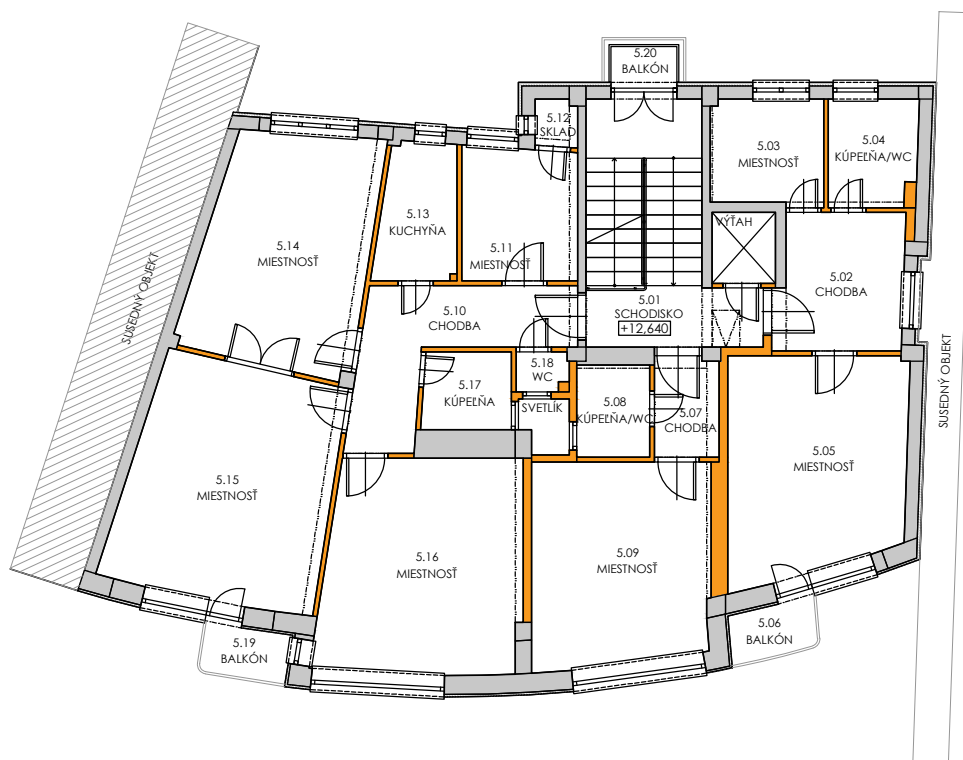 5.20
BALKÓN
5.12
SKLAD
5.03
MIESTNOSŤ
5.04
KÚPEĽŇA/WC
5.13
KUCHYŇA
5.14
MIESTNOSŤ
5.11
MIESTNOSŤ
VÝŤAH
SUSEDNÝ OBJEKT
5.02
CHODBA
5.10
CHODBA
5.01
SCHODISKO
+12,640
SUSEDNÝ OBJEKT
5.18
WC
5.17
KÚPEĽŇA
SVETLÍK
5.08
KÚPEĽŇA/WC
5.07
CHODBA
5.05
MIESTNOSŤ
5.15
MIESTNOSŤ
5.16
MIESTNOSŤ
5.09
MIESTNOSŤ
5.19
BALKÓN
5.06
BALKÓN